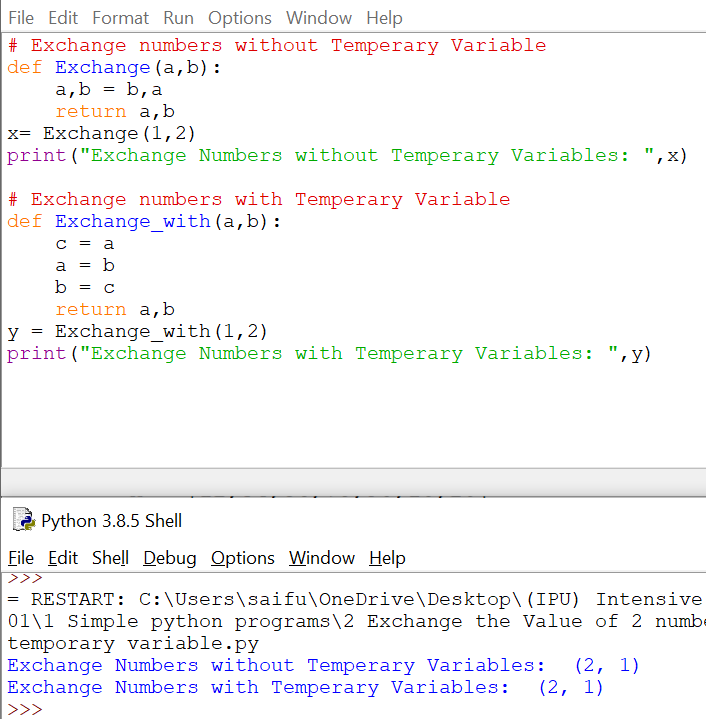 File Edit Format Run Options Window Help
# Exchange numbers without Temperary Variable
def Exchange(a,b):
    a,b = b,a
    return a,b
x= Exchange(1,2)
print("Exchange Numbers without Temperary Variables: ",x)
# Exchange numbers with Temperary Variable
def Exchange_with(a,b):
    c = a
    a = b
    b = c
    return a,b
y = Exchange_with(1,2)
print("Exchange Numbers with Temperary Variables: ",y)
Python 3.8.5 Shell
File Edit Shell Debug Options Window Help
>>>
= RESTART: C:\Users\saifu\OneDrive\Desktop\(IPU) Intensive
01\1 Simple python programs\2 Exchange the Value of 2 numbe
temporary variable.py
Exchange Numbers without Temperary Variables:  (2, 1)
Exchange Numbers with Temperary Variables:  (2, 1)
>>>